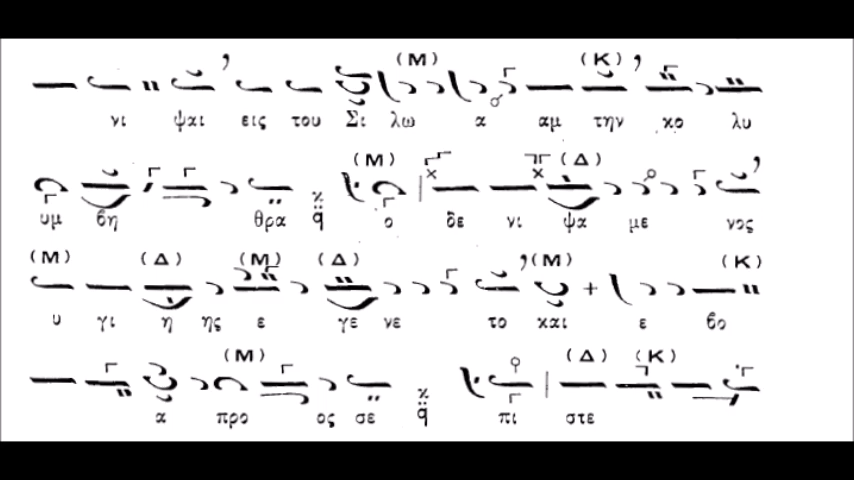 (Μ) (Κ)
νι ψαι εις του Σι λω α αμ την κο λυ
(Μ) (Δ)
υμ βη θρα ο δε νι ψα με νος
(Μ) (Δ) (Μ) (Δ) (Μ) (Κ)
υ γι η ης ε γε νε το και ε βο
(Μ) (Δ) (Κ)
α προ ος σε πι στε